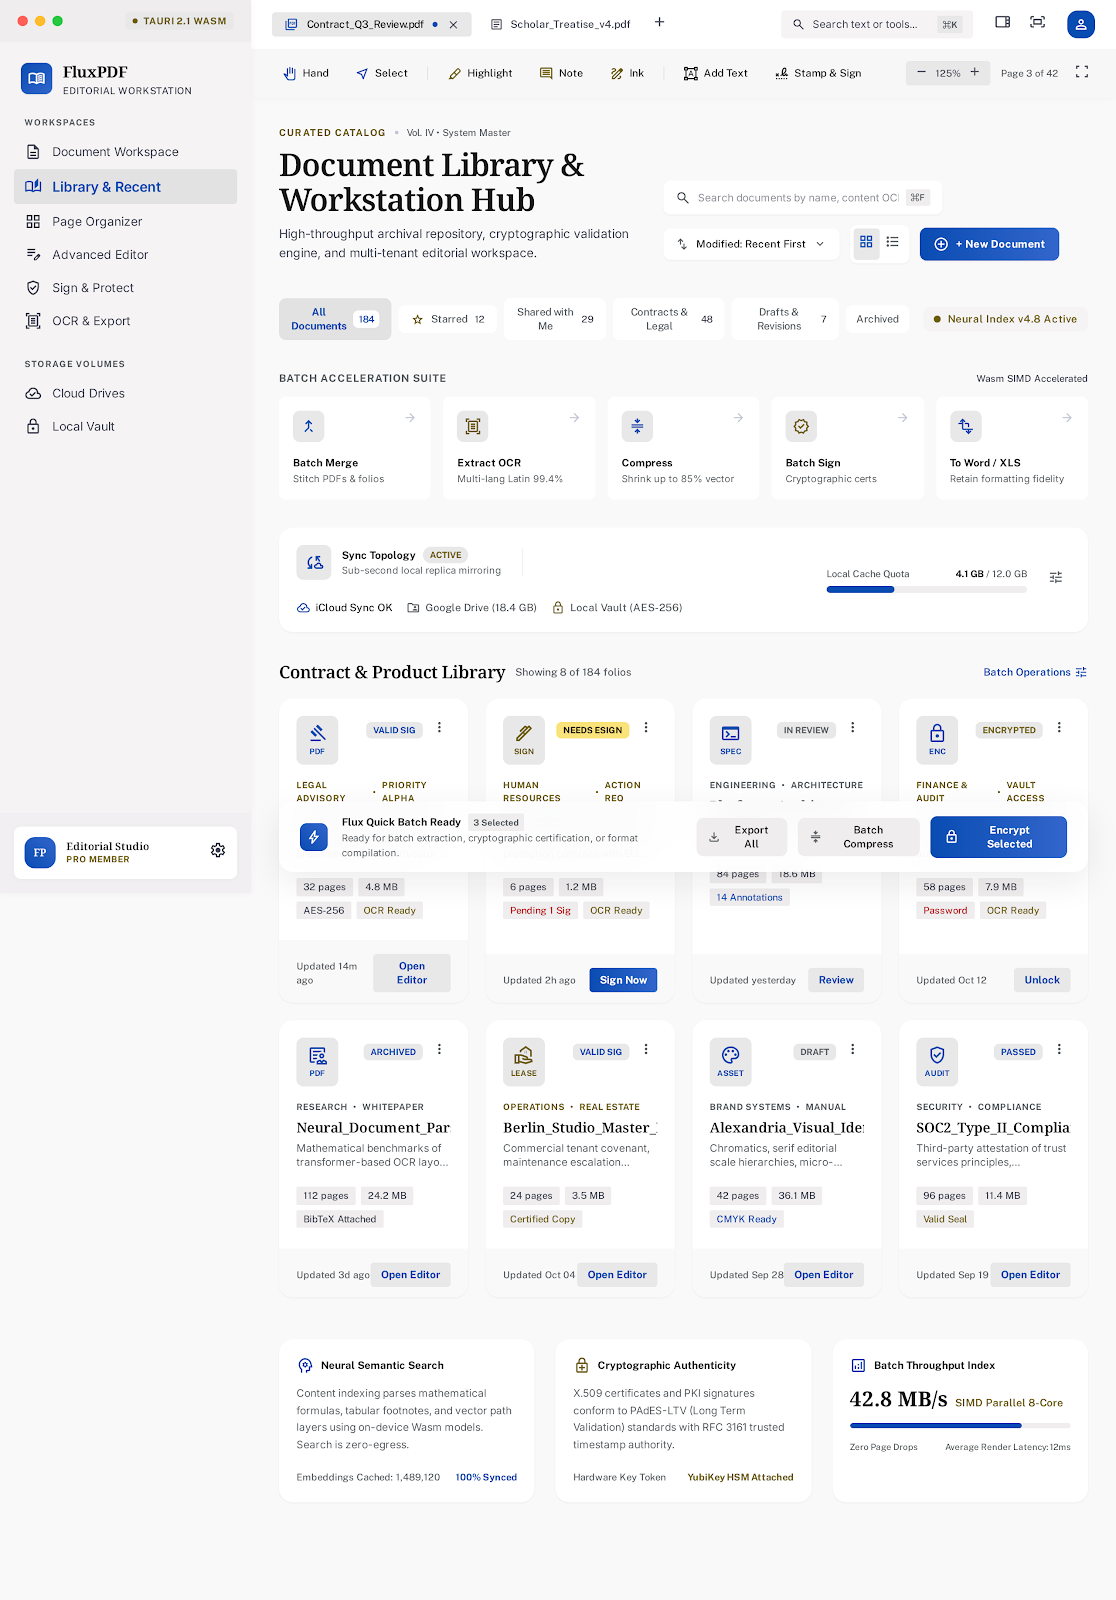 TAURI 2.1 WASM
Contract_Q3_Review.pdf
Scholar_Treatise_v4.pdf
Search text or tools...
⌘K
FluxPDF
EDITORIAL WORKSTATION
Hand
Select
Highlight
Note
Ink
Add Text
Stamp & Sign
125%
Page 3 of 42
WORKSPACES
Document Workspace
Library & Recent
Page Organizer
Advanced Editor
Sign & Protect
OCR & Export
STORAGE VOLUMES
Cloud Drives
Local Vault
FP
Editorial Studio
PRO MEMBER
CURATED CATALOG • Vol. IV • System Master
Document Library &
Workstation Hub
High-throughput archival repository, cryptographic validation
engine, and multi-tenant editorial workspace.
Search documents by name, content OCI
⌘F
Modified: Recent First
+ New Document
All
Documents
184
Starred 12
Shared with
Me
29
Contracts &
Legal
48
Drafts &
Revisions
7
Archived
Neural Index v4.8 Active
BATCH ACCELERATION SUITE
Wasm SIMD Accelerated
Batch Merge
Stitch PDFs & folios
Extract OCR
Multi-lang Latin 99.4%
Compress
Shrink up to 85% vector
Batch Sign
Cryptographic certs
To Word / XLS
Retain formatting fidelity
Sync Topology
ACTIVE
Sub-second local replica mirroring
iCloud Sync OK
Google Drive (18.4 GB)
Local Vault (AES-256)
Local Cache Quota
4.1 GB / 12.0 GB
Contract & Product Library
Showing 8 of 184 folios
Batch Operations
PDF
VALID SIG
LEGAL
ADVISORY
•
PRIORITY
ALPHA
SIGN
NEEDS ESIGN
HUMAN
RESOURCES
•
ACTION
REQ
SPEC
IN REVIEW
ENGINEERING • ARCHITECTURE
ENC
ENCRYPTED
FINANCE &
AUDIT
•
VAULT
ACCESS
Flux Quick Batch Ready
3 Selected
Ready for batch extraction, cryptographic certification, or format
compilation.
Export
All
Batch
Compress
Encrypt
Selected
32 pages
4.8 MB
AES-256
OCR Ready
Updated 14m
ago
Open
Editor
6 pages
1.2 MB
Pending 1 Sig
OCR Ready
Updated 2h ago
Sign Now
84 pages
18.6 MB
14 Annotations
Updated yesterday
Review
58 pages
7.9 MB
Password
OCR Ready
Updated Oct 12
Unlock
PDF
ARCHIVED
RESEARCH • WHITEPAPER
Neural_Document_Par
Mathematical benchmarks of
transformer-based OCR layo...
112 pages
24.2 MB
BibTeX Attached
Updated 3d ago
Open Editor
LEASE
VALID SIG
OPERATIONS • REAL ESTATE
Berlin_Studio_Master_
Commercial tenant covenant,
maintenance escalation...
24 pages
3.5 MB
Certified Copy
Updated Oct 04
Open Editor
ASSET
DRAFT
BRAND SYSTEMS • MANUAL
Alexandria_Visual_Ide
Chromatics, serif editorial
scale hierarchies, micro-...
42 pages
36.1 MB
CMYK Ready
Updated Sep 28
Open Editor
AUDIT
PASSED
SECURITY • COMPLIANCE
SOC2_Type_II_Complia
Third-party attestation of trust
services principles,...
96 pages
11.4 MB
Valid Seal
Updated Sep 19
Open Editor
Neural Semantic Search
Content indexing parses mathematical
formulas, tabular footnotes, and vector path
layers using on-device Wasm models.
Search is zero-egress.
Embeddings Cached: 1,489,120
100% Synced
Cryptographic Authenticity
X.509 certificates and PKI signatures
conform to PAdES-LTV (Long Term
Validation) standards with RFC 3161 trusted
timestamp authority.
Hardware Key Token
YubiKey HSM Attached
Batch Throughput Index
42.8 MB/s SIMD Parallel 8-Core
Zero Page Drops
Average Render Latency: 12ms